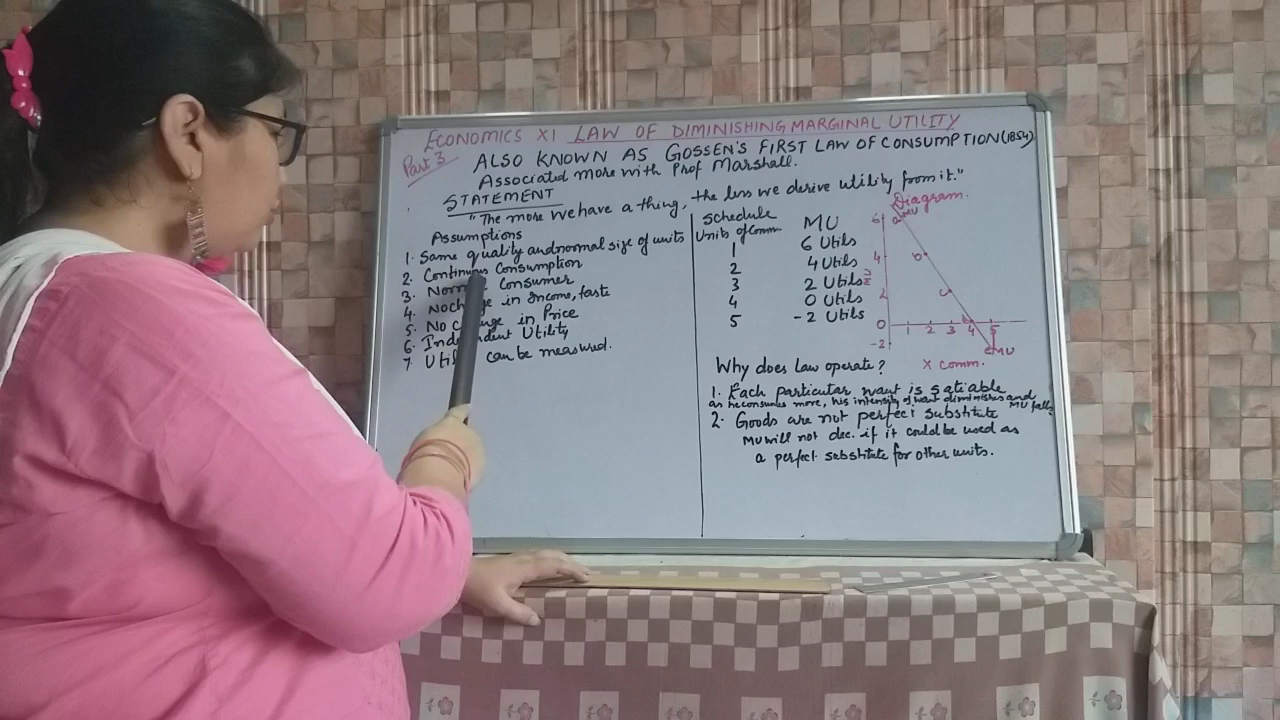 ECONOMICS XI LAW OF DIMINISHING MARGINAL UTILITY
Part 3
ALSO KNOWN AS GOSSEN'S FIRST LAW OF CONSUMPTION (1854)
Associated more with Prof Marshall.
STATEMENT
"The more we have a thing, the less we derive utility from it."
Assumptions
1. Same quality and normal size of units
2. Continuous Consumption
3. Consumer
4. in Income, taste
5. in Price
6. Utility
7. can be measured.
Schedule
Units of Comm. MU
1 6 Utils
2 4 Utils
3 2 Utils
4 0 Utils
5 -2 Utils
Diagram.
6 a MU
4 b
MU
2 c
0 1 2 3 4 5
-2 e MU
X Comm.
Why does Law operate?
1. Each particular want is satiable
as he consumes more, his intensity of want diminishes and
MU falls
2. Goods are not perfect substitute
MU will not dec. if it could be used as
a perfect substitute for other units.